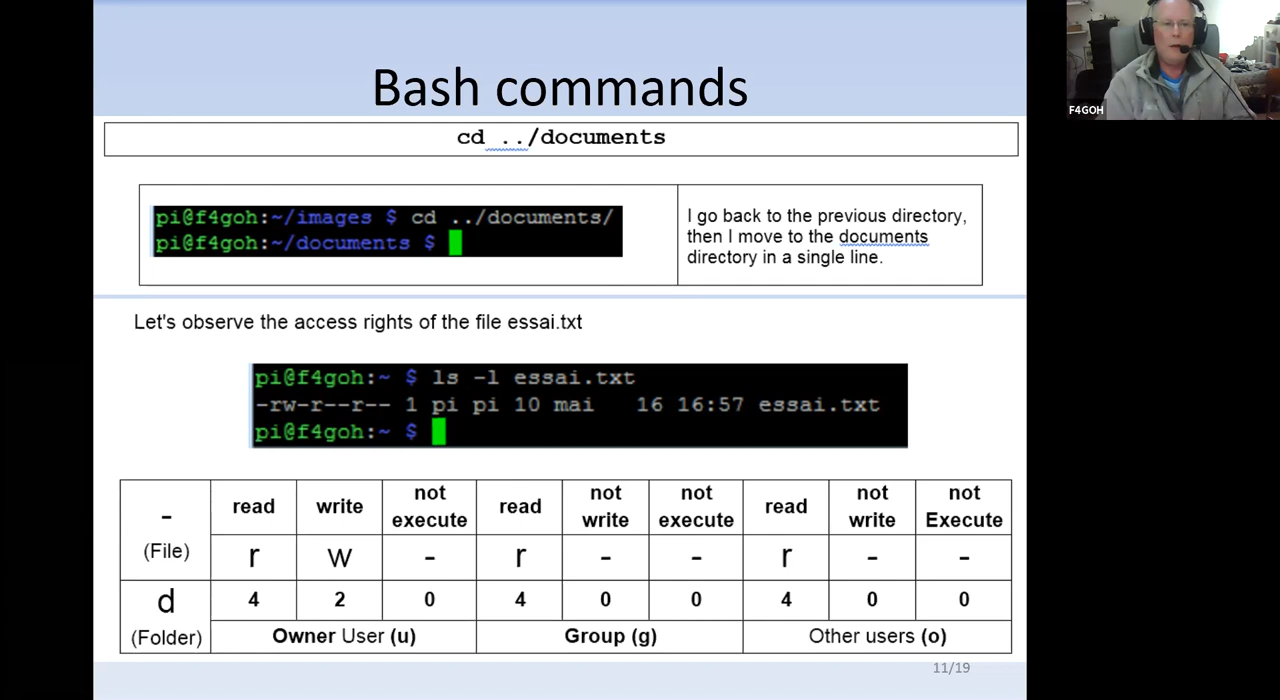 Bash commands
F4GOH
cd ../documents
pi@f4goh:~/images $ cd ../documents/
pi@f4goh:~/documents $
I go back to the previous directory,
then I move to the documents
directory in a single line.
Let's observe the access rights of the file essai.txt
pi@f4goh:~ $ ls -l essai.txt
-rw-r--r-- 1 pi pi 10 mai   16 16:57 essai.txt
pi@f4goh:~ $
- (File) read write not execute read not write not execute read not write not Execute
r w - r - - r - -
d (Folder) 4 2 0 4 0 0 4 0 0
Owner User (u) Group (g) Other users (o)
11/19